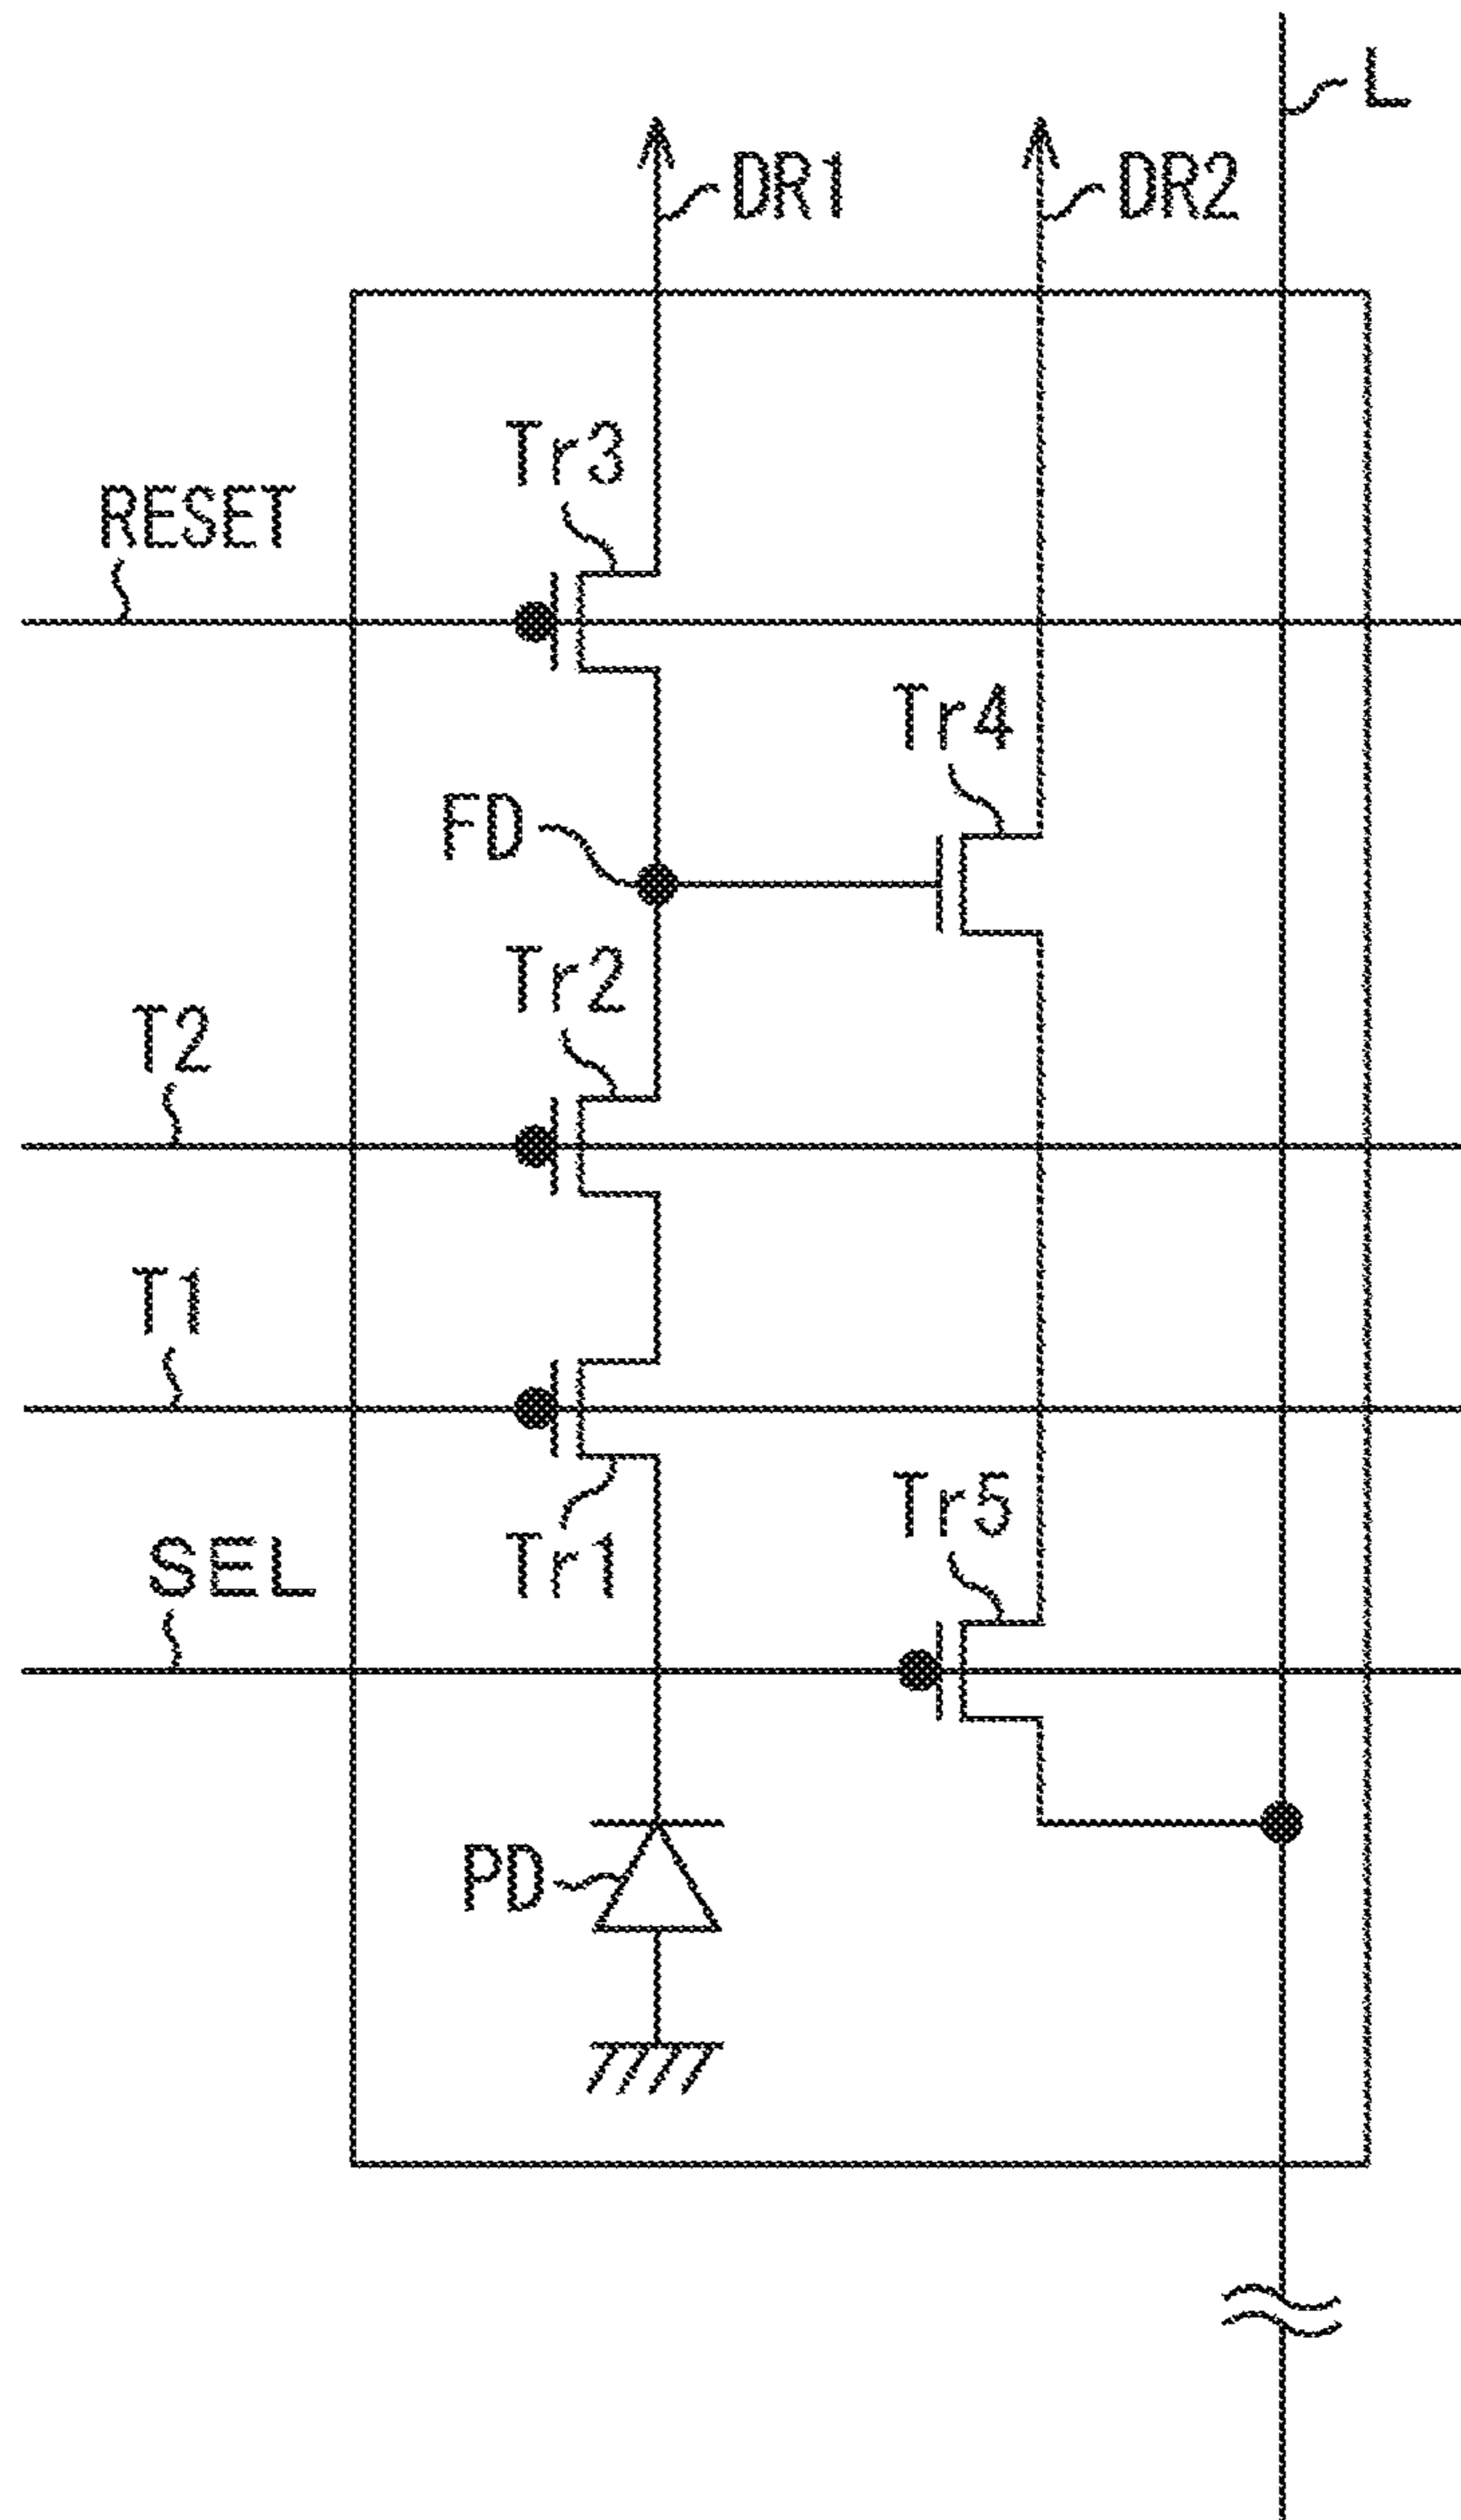 L
DR1
DR2
Tr3
RESET
Tr4
FD
Tr2
T2
T1
Tr5
SEL
Tr1
PD